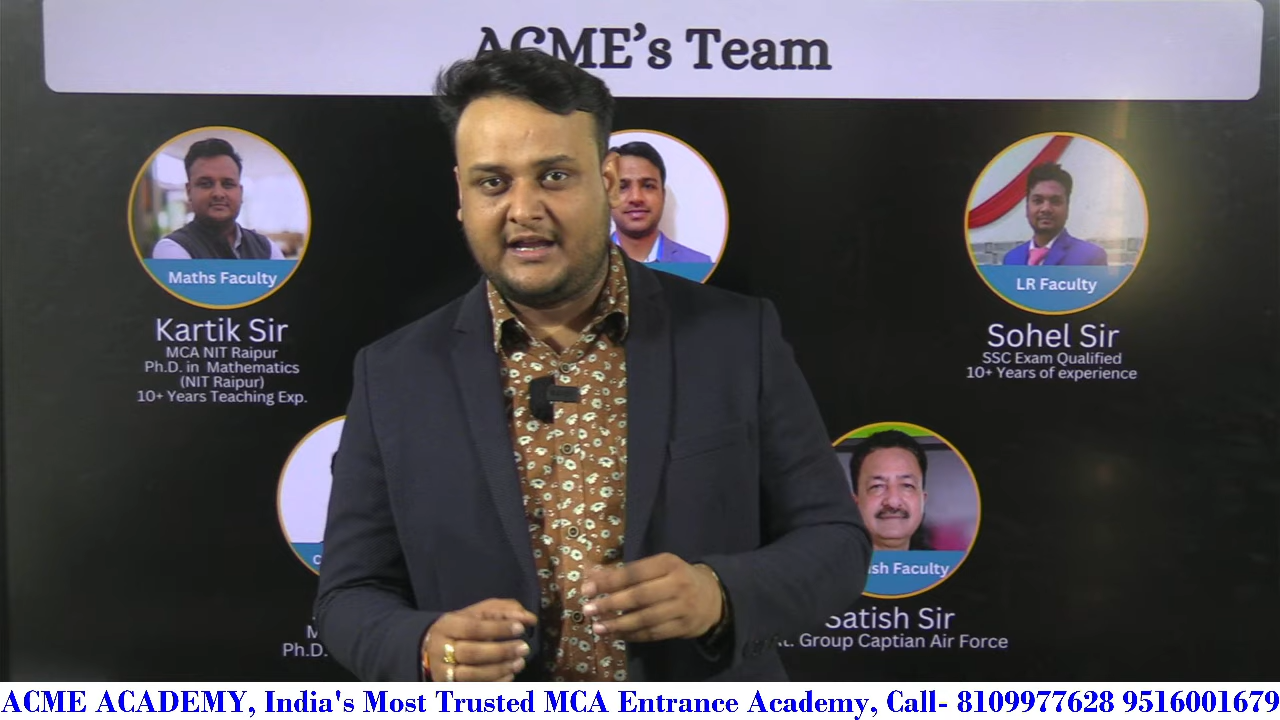 ACME's Team
Maths Faculty
LR Faculty
Kartik Sir
MCA NIT Raipur
Ph.D. in Mathematics
(NIT Raipur)
10+ Years Teaching Exp.
Sohel Sir
SSC Exam Qualified
10+ Years of experience
Faculty
Satish Sir
Group Captian Air Force
Ph.D.
ACME ACADEMY, India's Most Trusted MCA Entrance Academy, Call- 8109977628 9516001679